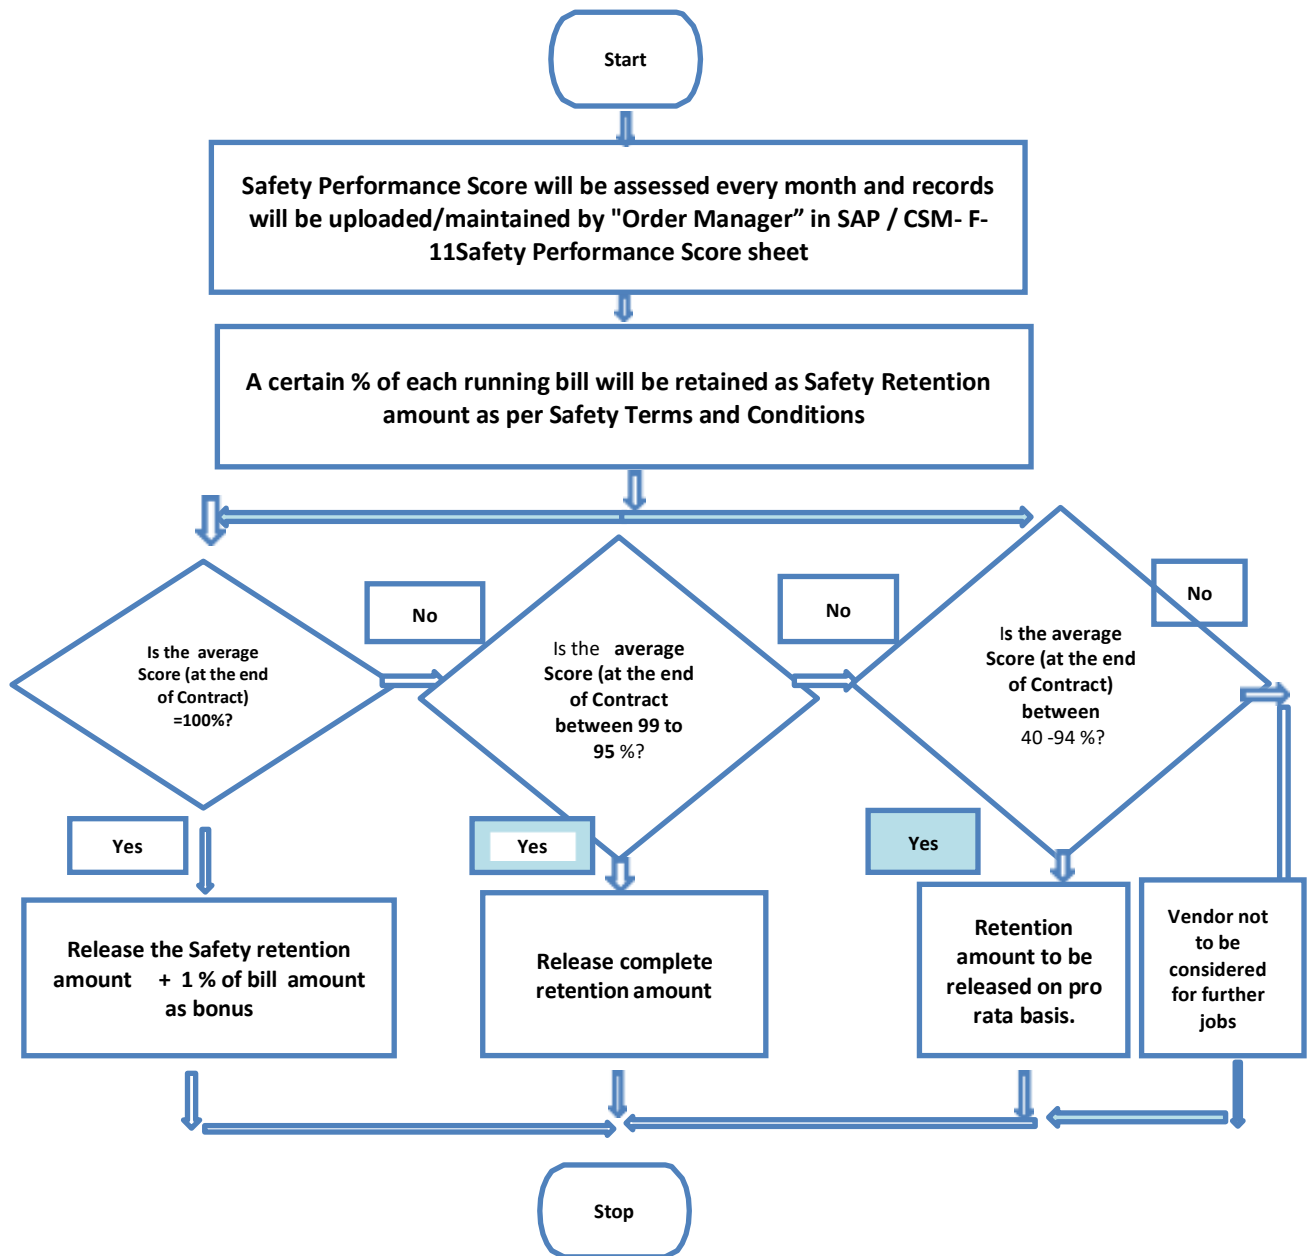 Start
Safety Performance Score will be assessed every month and records
will be uploaded/maintained by "Order Manager” in SAP / CSM- F-
11Safety Performance Score sheet
A certain % of each running bill will be retained as Safety Retention
amount as per Safety Terms and Conditions
Is the average
Score (at the end
of Contract)
=100%?
No
Is the average
Score (at the end
of Contract
between 99 to
95 %?
No
Is the average
Score (at the end
of Contract)
between
40 -94 %?
No
Yes
Yes
Yes
Release the Safety retention
amount + 1 % of bill amount
as bonus
Release complete
retention amount
Retention
amount to be
released on pro
rata basis.
Vendor not
to be
considered
for further
jobs
Stop